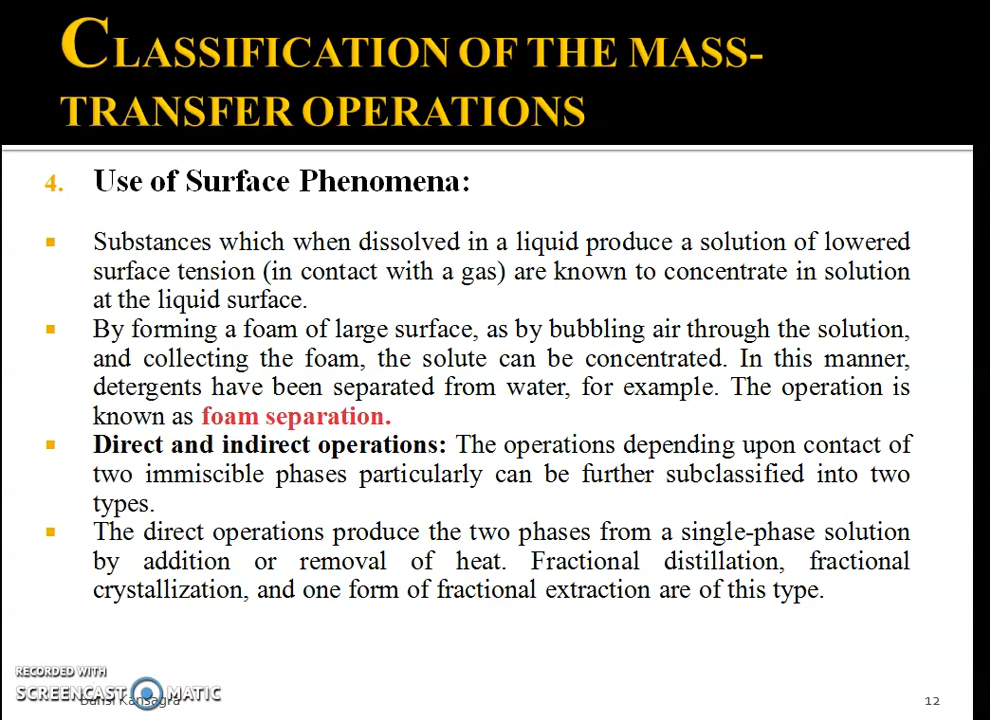 CLASSIFICATION OF THE MASS-
TRANSFER OPERATIONS
4. Use of Surface Phenomena:
Substances which when dissolved in a liquid produce a solution of lowered
surface tension (in contact with a gas) are known to concentrate in solution
at the liquid surface.
By forming a foam of large surface, as by bubbling air through the solution,
and collecting the foam, the solute can be concentrated. In this manner,
detergents have been separated from water, for example. The operation is
known as foam separation.
Direct and indirect operations: The operations depending upon contact of
two immiscible phases particularly can be further subclassified into two
types.
The direct operations produce the two phases from a single-phase solution
by addition or removal of heat. Fractional distillation, fractional
crystallization, and one form of fractional extraction are of this type.
RECORDED WITH
SCREENCAST MATIC
Bansi Kansagra
12